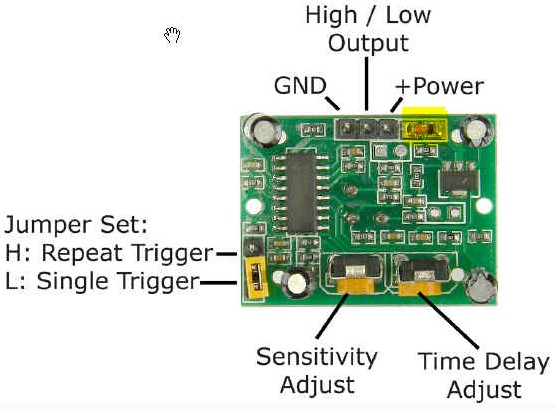 High / Low
Output
GND
+Power
Jumper Set:
H: Repeat Trigger
L: Single Trigger
Sensitivity
Adjust
Time Delay
Adjust